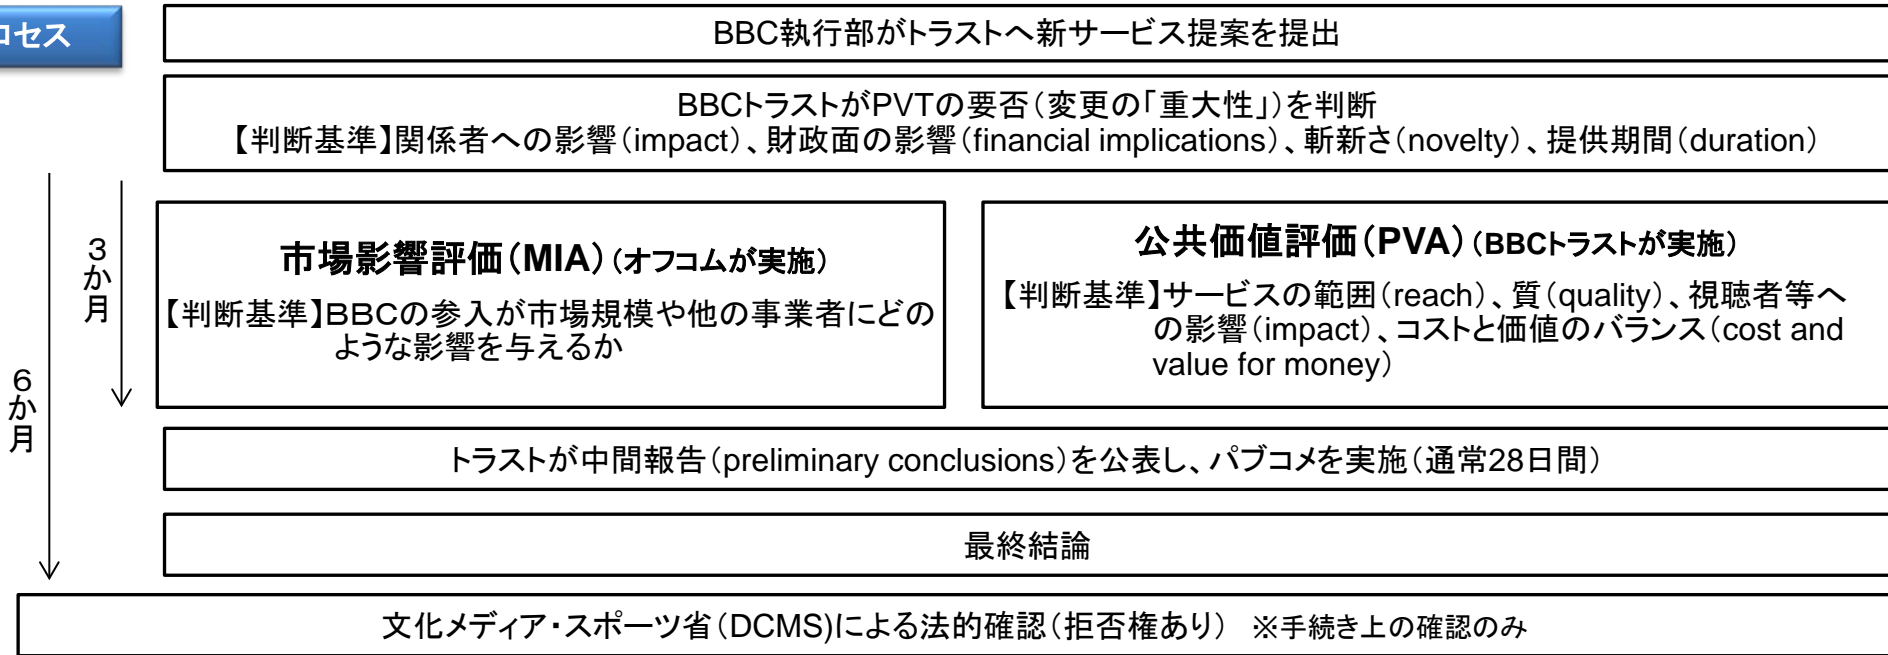 ロセス
BBC執行部がトラストへ新サービス提案を提出
BBCトラストがPVTの要否(変更の「重大性」)を判断
【判断基準】関係者への影響(impact)、財政面の影響(financial implications)、斬新さ(novelty)、提供期間(duration)
3か月
6か月
市場影響評価(MIA)(オフコムが実施)
【判断基準】BBCの参入が市場規模や他の事業者にどの
ような影響を与えるか
公共価値評価(PVA)(BBCトラストが実施)
【判断基準】サービスの範囲(reach)、質(quality)、視聴者等へ
の影響(impact)、コストと価値のバランス(cost and
value for money)
トラストが中間報告(preliminary conclusions)を公表し、パブコメを実施(通常28日間)
最終結論
文化メディア・スポーツ省(DCMS)による法的確認(拒否権あり) ※手続き上の確認のみ